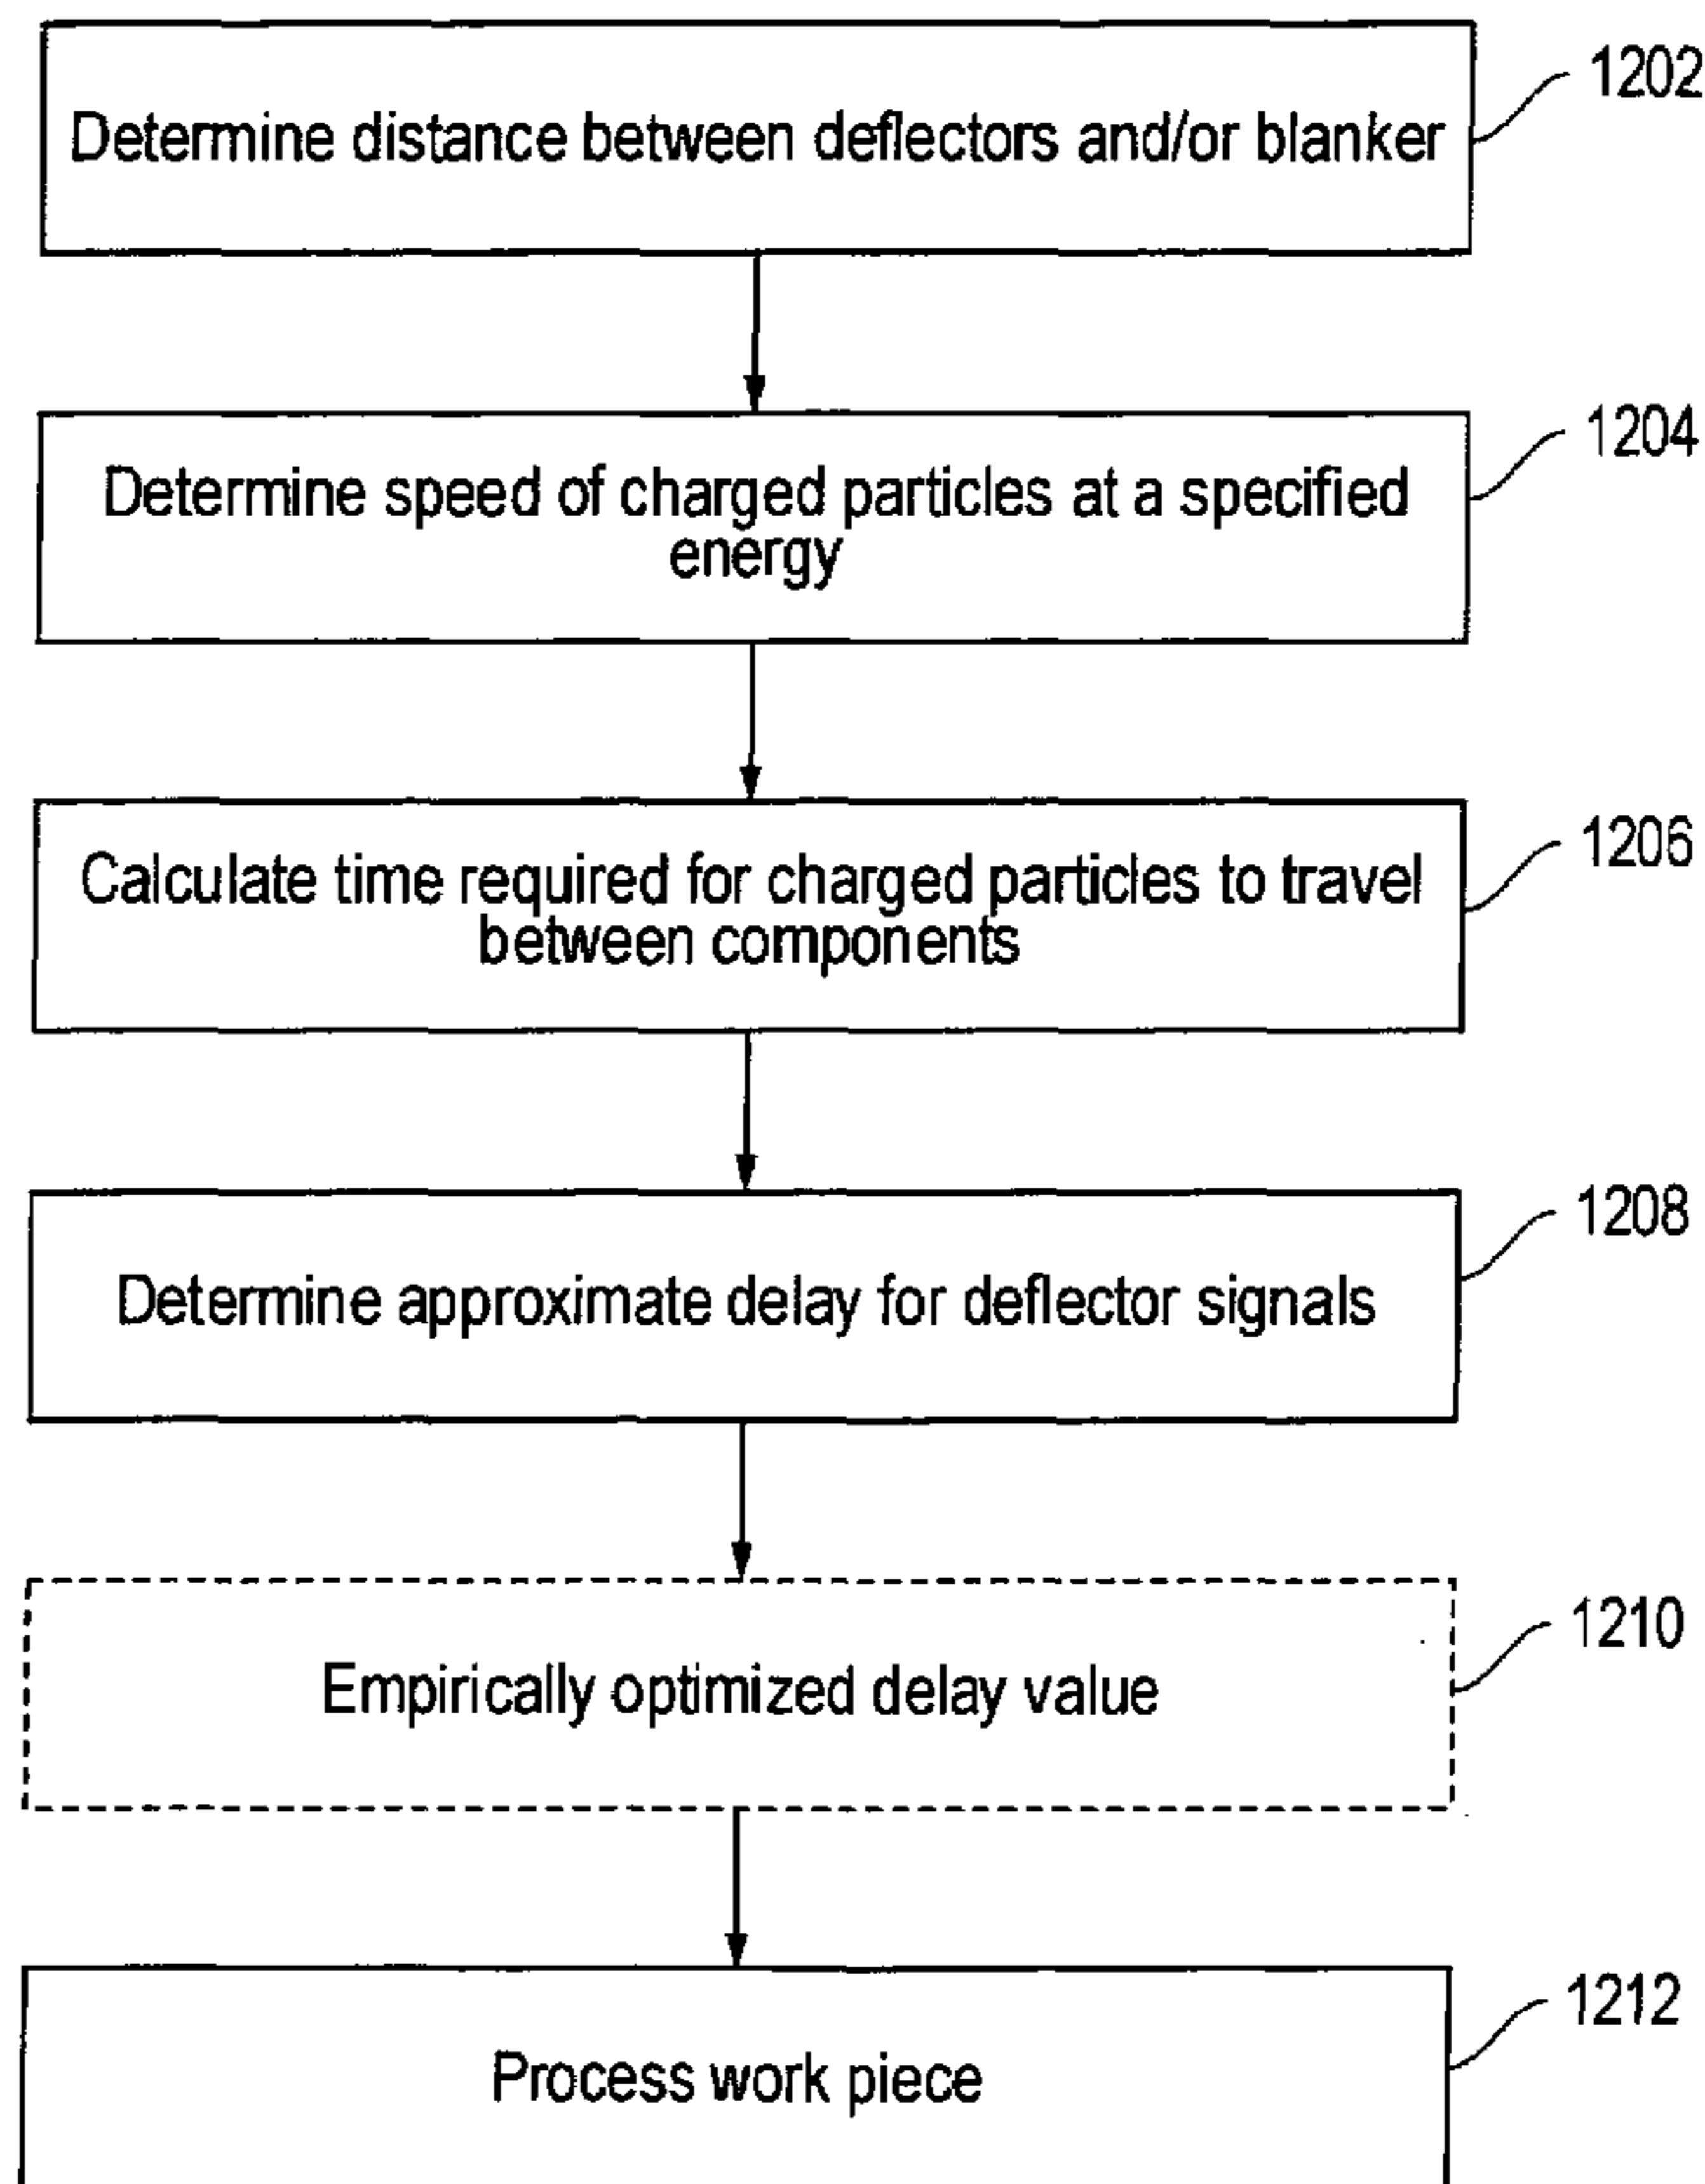 Determine distance between deflectors and/or blanker
1202
Determine speed of charged particles at a specified
energy
1204
Calculate time required for charged particles to travel
between components
1206
Determine approximate delay for deflector signals
1208
Empirically optimized delay value
1210
Process work piece
1212